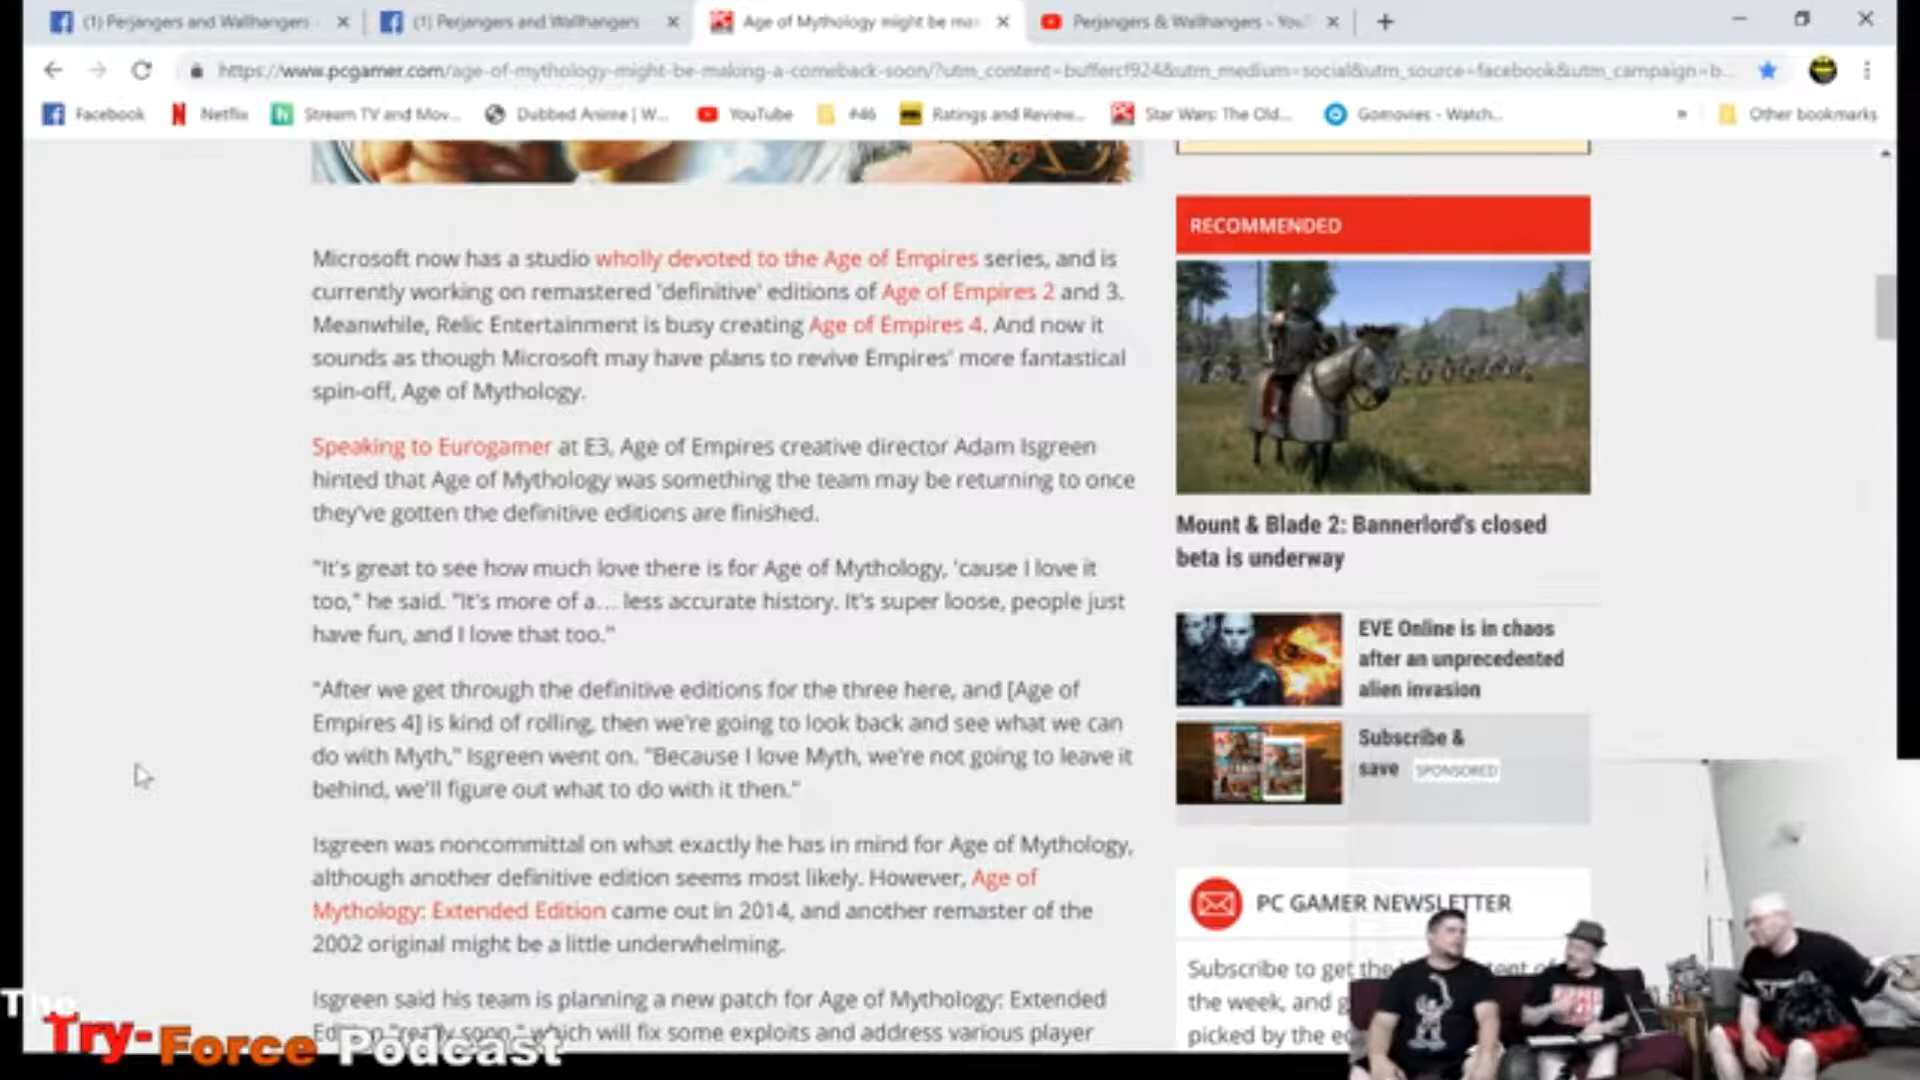 (1) Perjangers and Wallhangers
(1) Perjangers and Wallhangers
Age of Mythology might be ma
Perjangers & Wallhangers - You
https://www.pcgamer.com/age-of-mythology-might-be-making-a-comeback-soon/?utm_content=buffercf924&utm_medium=social&utm_source=facebook&utm_campaign=b...
Facebook
Netflix
Stream TV and Mov...
Dubbed Anime | W...
YouTube
#46
Ratings and Review...
Star Wars: The Old...
Gomovies - Watch...
»
Other bookmarks
Microsoft now has a studio wholly devoted to the Age of Empires series, and is
currently working on remastered 'definitive' editions of Age of Empires 2 and 3.
Meanwhile, Relic Entertainment is busy creating Age of Empires 4. And now it
sounds as though Microsoft may have plans to revive Empires' more fantastical
spin-off, Age of Mythology.
Speaking to Eurogamer at E3, Age of Empires creative director Adam Isgreen
hinted that Age of Mythology was something the team may be returning to once
they've gotten the definitive editions are finished.
"It's great to see how much love there is for Age of Mythology, 'cause I love it
too," he said. "It's more of a... less accurate history. It's super loose, people just
have fun, and I love that too."
"After we get through the definitive editions for the three here, and [Age of
Empires 4] is kind of rolling, then we're going to look back and see what we can
do with Myth," Isgreen went on. "Because I love Myth, we're not going to leave it
behind, we'll figure out what to do with it then."
Isgreen was noncommittal on what exactly he has in mind for Age of Mythology,
although another definitive edition seems most likely. However, Age of
Mythology: Extended Edition came out in 2014, and another remaster of the
2002 original might be a little underwhelming.
Isgreen said his team is planning a new patch for Age of Mythology: Extended
Edition "really soon," which will fix some exploits and address various player
RECOMMENDED
Mount & Blade 2: Bannerlord's closed
beta is underway
EVE Online is in chaos
after an unprecedented
alien invasion
Subscribe &
save SPONSORED
PC GAMER NEWSLETTER
Subscribe to get the
the week, and
picked by the
The
Try-Force Podcast